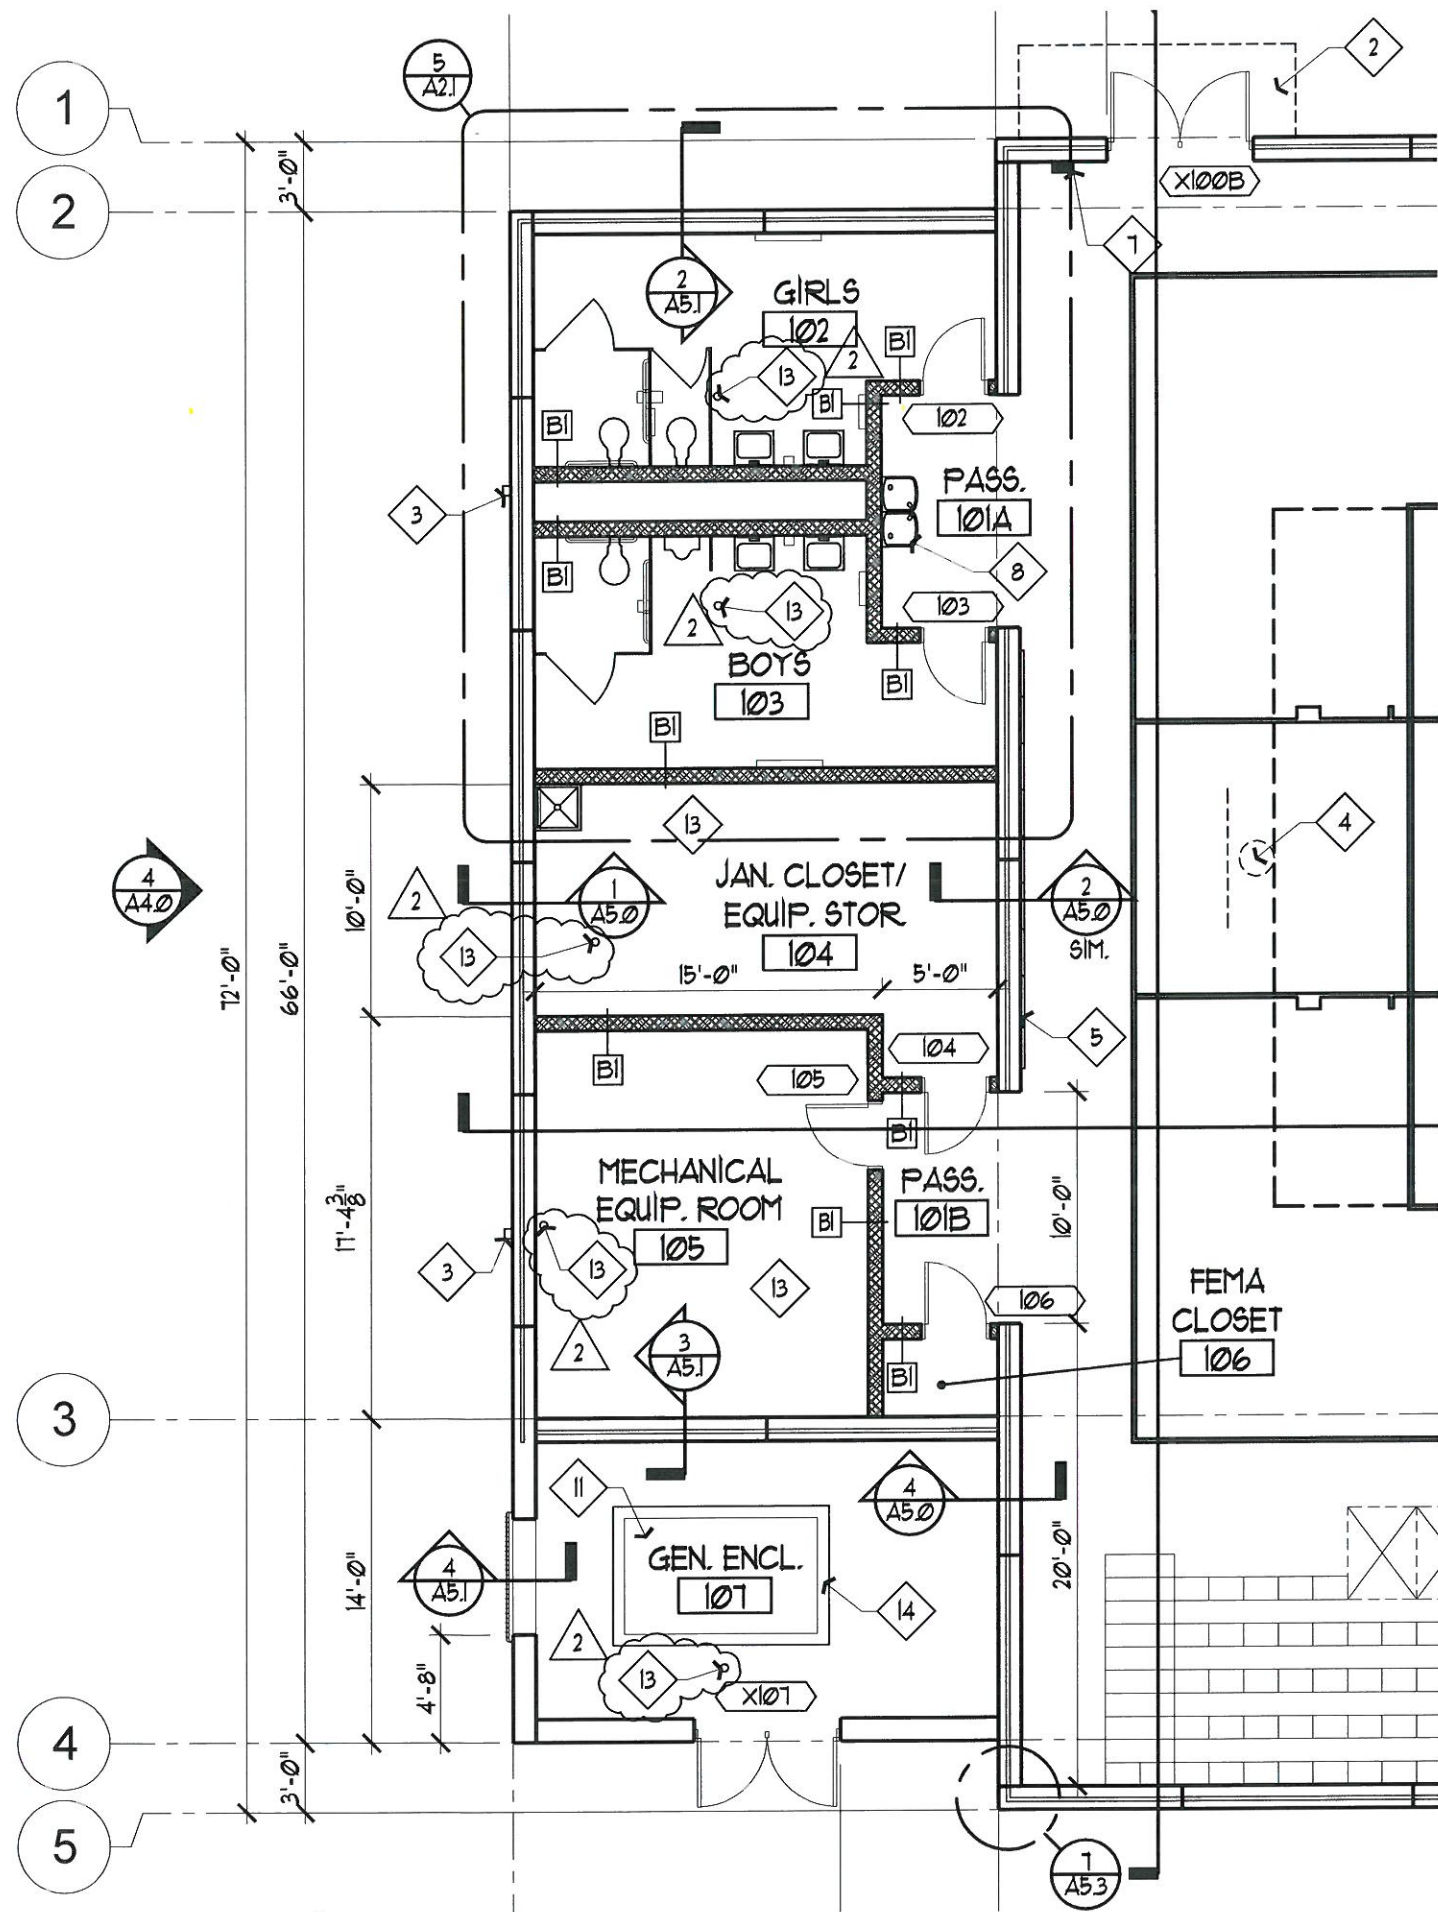 5
A2.1
2
1
3'-0"
2
X100B
7
2
A5.1
GIRLS
102
2
13
B1
B1
102
B1
PASS.
101A
3
8
B1
13
2
103
BOYS
103
B1
B1
13
4
4
A4.0
2
13
10'-0"
1
A5.0
JAN. CLOSET/
EQUIP. STOR
104
2
A5.0
SIM.
72'-0"
66'-0"
15'-0"
5'-0"
5
104
B1
105
B1
MECHANICAL
EQUIP. ROOM
105
PASS.
101B
B1
17'-4 3/8"
10'-0"
3
13
13
106
FEMA
CLOSET
106
2
3
A5.1
B1
3
11
4
A5.0
GEN. ENCL.
107
4
A5.1
14
14'-0"
20'-0"
2
13
X107
4'-8"
4
3'-0"
5
7
A5.3